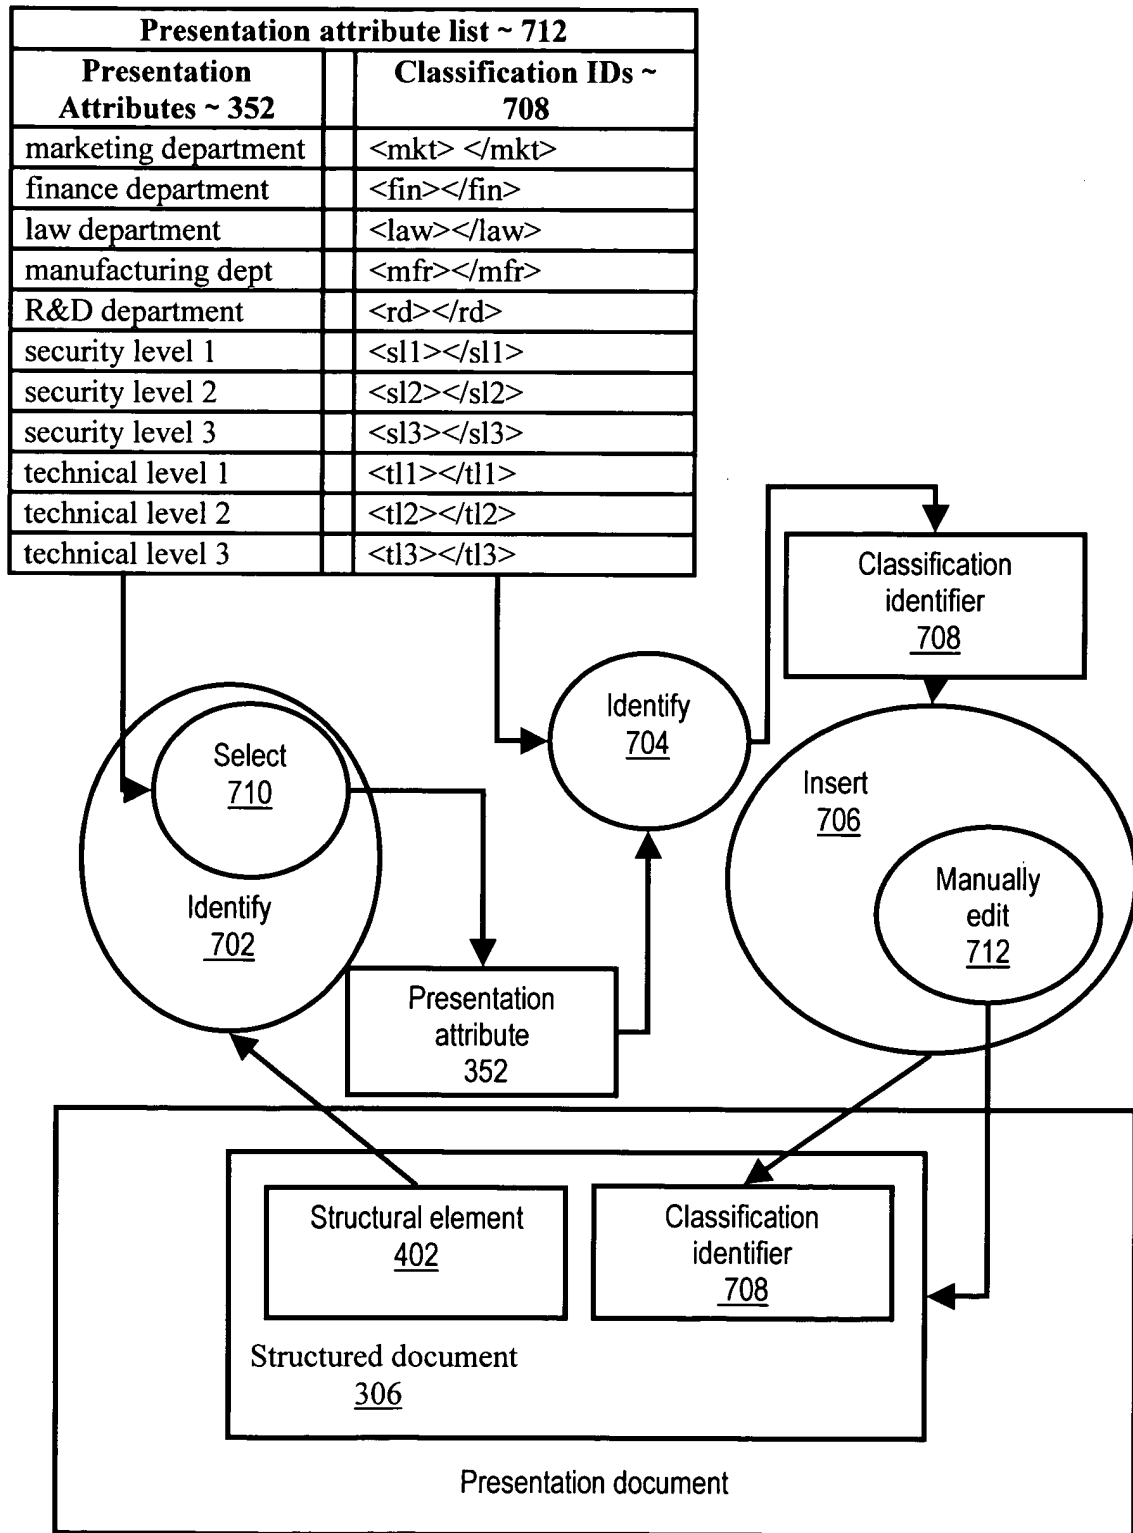 Presentation attribute list ~ 712
Presentation Attributes ~ 352
Classification IDs ~ 708
marketing department <mkt> </mkt>
finance department <fin></fin>
law department <law></law>
manufacturing dept <mfr></mfr>
R&D department <rd></rd>
security level 1 <sl1></sl1>
security level 2 <sl2></sl2>
security level 3 <sl3></sl3>
technical level 1 <tl1></tl1>
technical level 2 <tl2></tl2>
technical level 3 <tl3></tl3>
Classification
identifier
708
Identify
704
Select
710
Insert
706
Manually
edit
712
Identify
702
Presentation
attribute
352
Structural element
402
Classification
identifier
708
Structured document
306
Presentation document